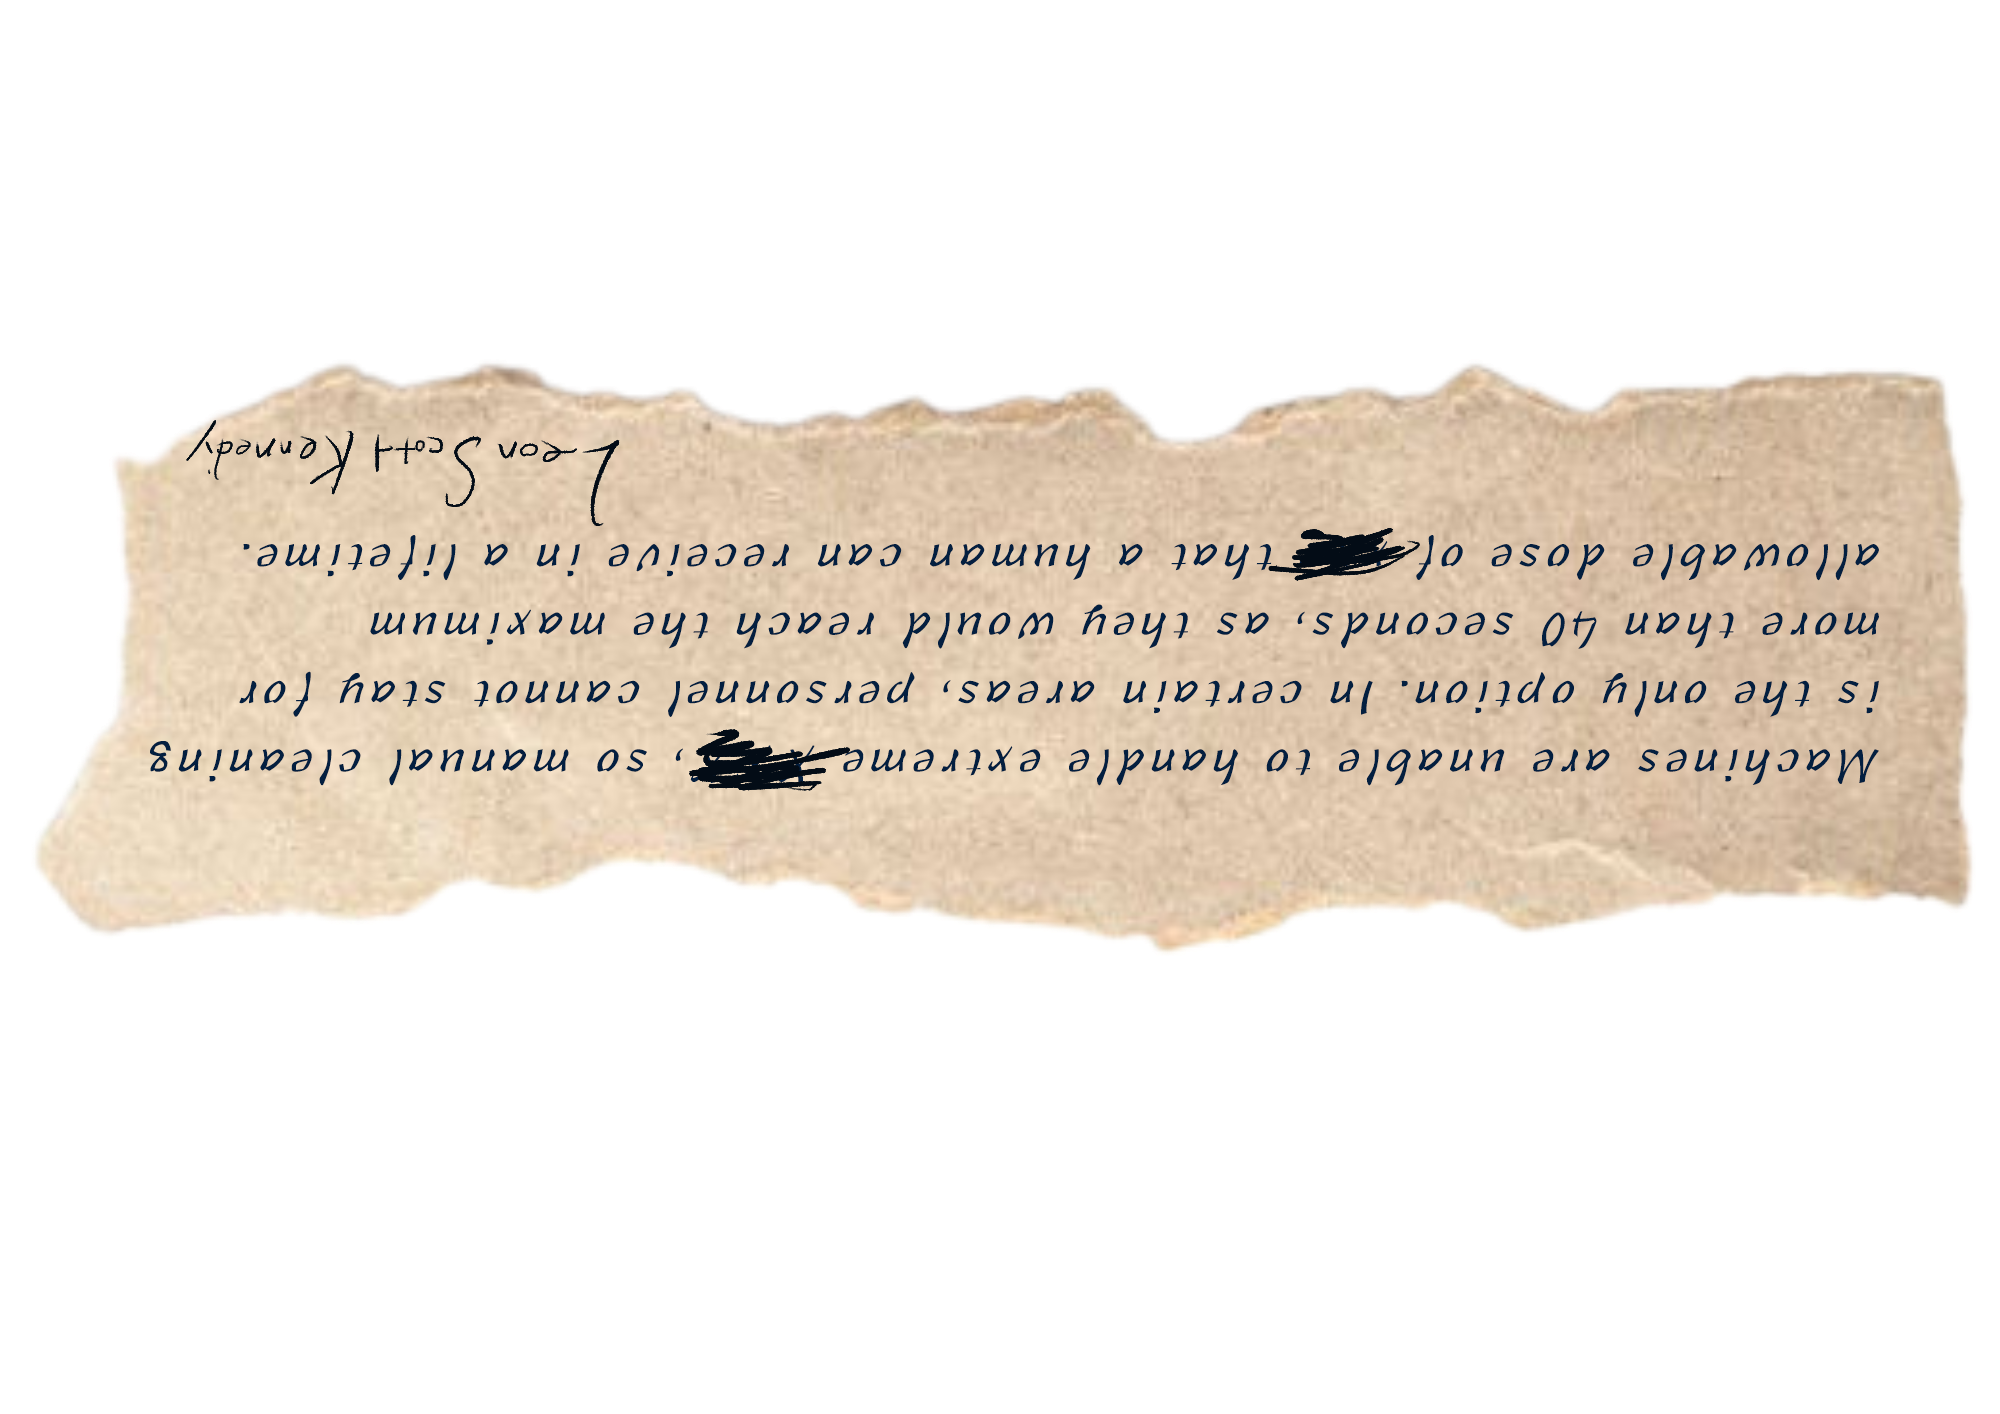 Machines are unable to handle extreme , so manual cleaning
is the only option. In certain areas, personnel cannot stay for
more than 40 seconds, as they would reach the maximum
allowable dose of that a human can receive in a lifetime.
Leon Scott Kennedy